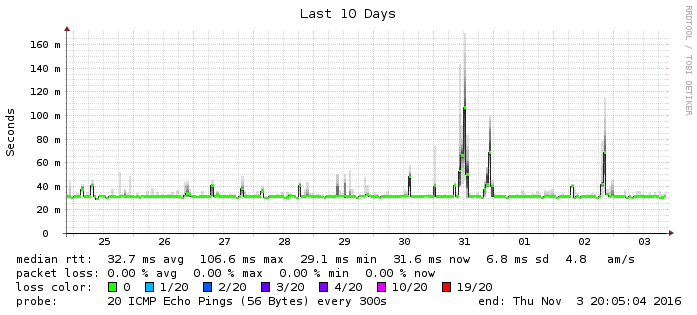 Last 10 Days
RRDTOOL / TOBI OETIKER
Seconds
160 m
140 m
120 m
100 m
80 m
60 m
40 m
20 m
0
25 26 27 28 29 30 31 01 02 03
median rtt: 32.7 ms avg 106.6 ms max 29.1 ms min 31.6 ms now 6.8 ms sd 4.8 am/s
packet loss: 0.00 % avg 0.00 % max 0.00 % min 0.00 % now
loss color: 0 1/20 2/20 3/20 4/20 10/20 19/20
probe: 20 ICMP Echo Pings (56 Bytes) every 300s end: Thu Nov 3 20:05:04 2016